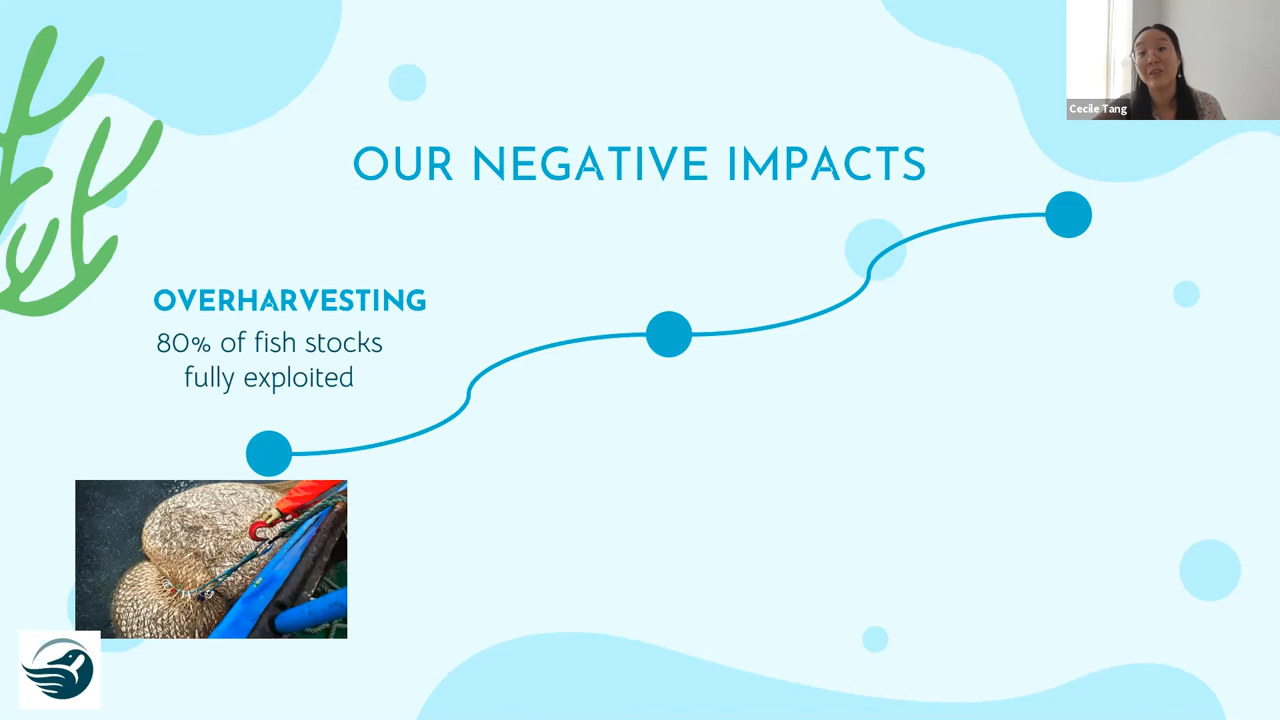 Cecile Tang
OUR NEGATIVE IMPACTS
OVERHARVESTING
80% of fish stocks
fully exploited